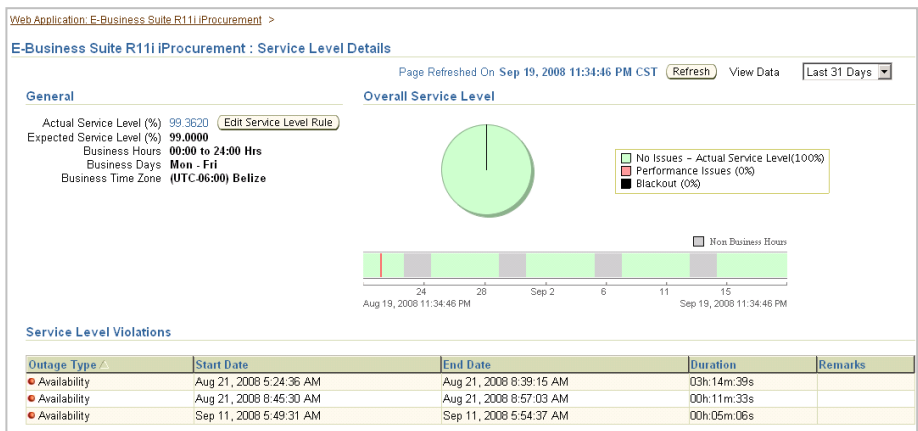 Web Application: E-Business Suite R11i iProcurement >
E-Business Suite R11i iProcurement : Service Level Details
Page Refreshed On Sep 19, 2008 11:34:46 PM CST Refresh View Data Last 31 Days
General
Actual Service Level (%) 99.3620 Edit Service Level Rule
Expected Service Level (%) 99.0000
Business Hours 00:00 to 24:00 Hrs
Business Days Mon - Fri
Business Time Zone (UTC-06:00) Belize
Overall Service Level
No Issues - Actual Service Level(100%)
Performance Issues (0%)
Blackout (0%)
Non Business Hours
24 28 Sep 2 6 11 15
Aug 19, 2008 11:34:46 PM Sep 19, 2008 11:34:46 PM
Service Level Violations
Outage Type Start Date End Date Duration Remarks
Availability Aug 21, 2008 5:24:36 AM Aug 21, 2008 8:39:15 AM 03h:14m:39s
Availability Aug 21, 2008 8:45:30 AM Aug 21, 2008 8:57:03 AM 00h:11m:33s
Availability Sep 11, 2008 5:49:31 AM Sep 11, 2008 5:54:37 AM 00h:05m:06s